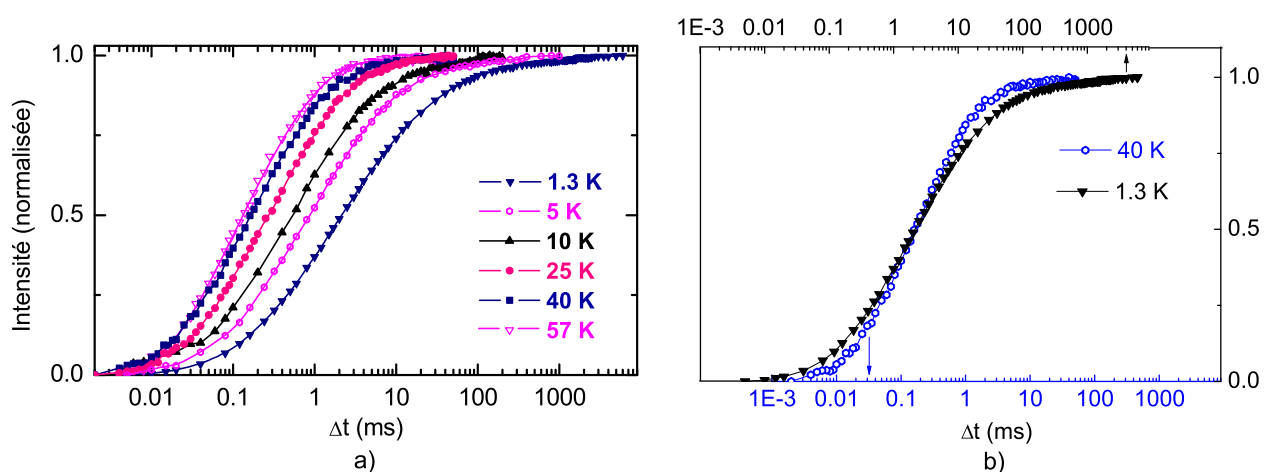 1.0
0.5
0.0
Intensité (normalisée)
1.3 K
5 K
10 K
25 K
40 K
57 K
0.01 0.1 1 10 100 1000
Δt (ms)
a)
1E-3 0.01 0.1 1 10 100 1000
1.0
0.5
0.0
40 K
1.3 K
1E-3 0.01 0.1 1 10 100 1000
Δt (ms)
b)